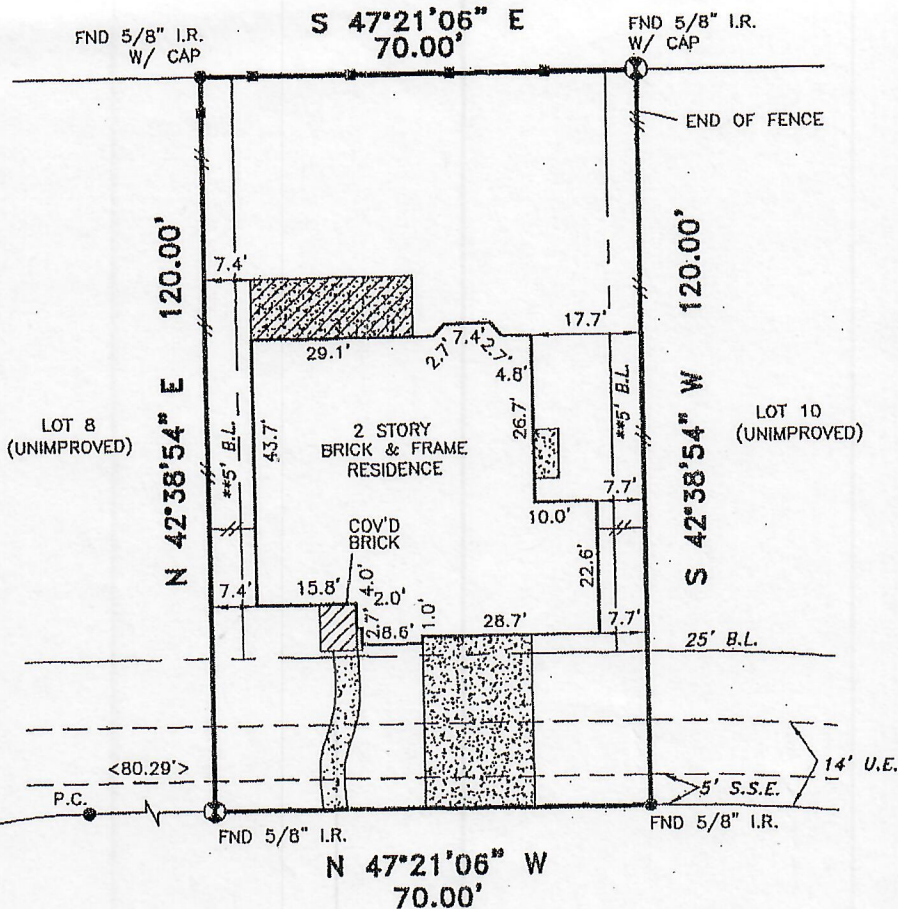 S 47°21'06" E
70.00'
FND 5/8" I.R.
W/ CAP
FND 5/8" I.R.
W/ CAP
END OF FENCE
N 42°38'54" E 120.00'
S 42°38'54" W 120.00'
7.4'
17.7'
29.1'
2.7'
7.4'
2.7'
4.8'
**5' B.L.
43.7'
26.7'
**5' B.L.
LOT 8
(UNIMPROVED)
2 STORY
BRICK & FRAME
RESIDENCE
LOT 10
(UNIMPROVED)
7.7'
10.0'
COV'D
BRICK
22.6'
7.4'
15.8'
4.0'
2.0'
2.7'
8.6'
1.0'
28.7'
7.7'
25' B.L.
14' U.E.
<80.29'>
5' S.S.E.
P.C.
FND 5/8" I.R.
FND 5/8" I.R.
N 47°21'06" W
70.00'